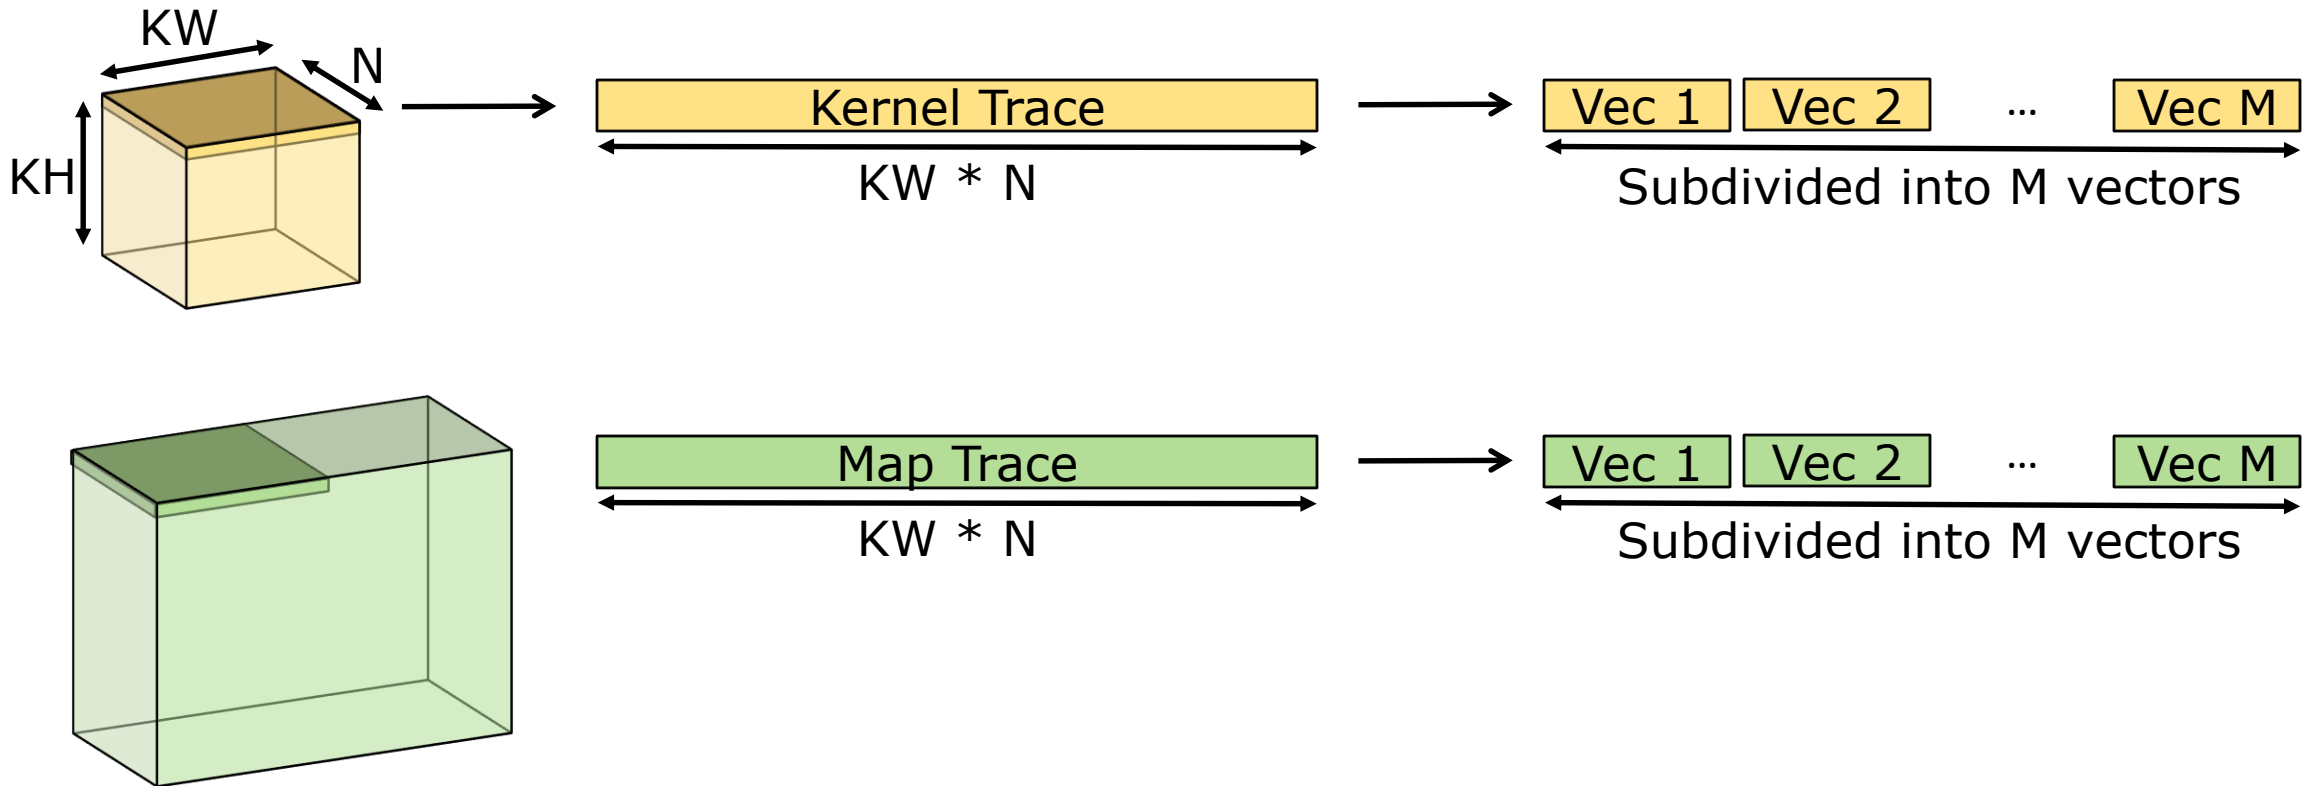 KW
N
KH
Kernel Trace
KW * N
Vec 1
Vec 2
...
Vec M
Subdivided into M vectors
Map Trace
KW * N
Vec 1
Vec 2
...
Vec M
Subdivided into M vectors